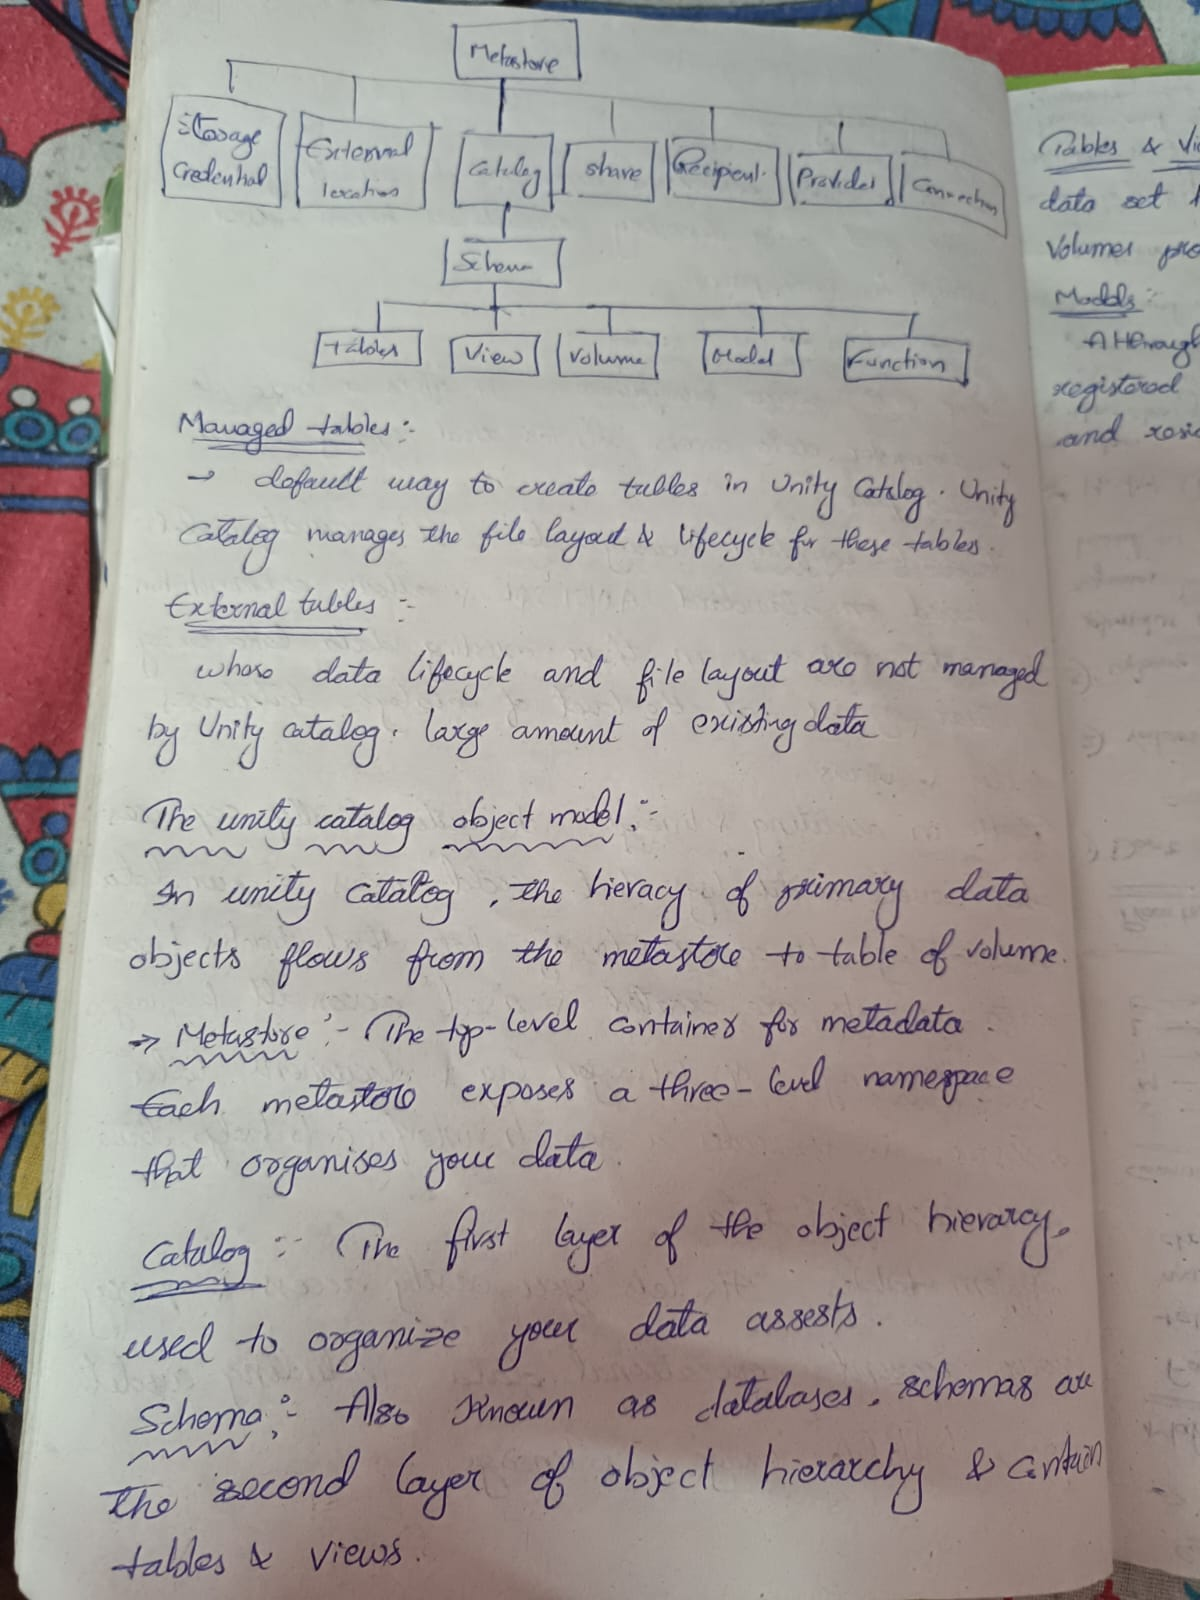 Metastore
Storage
Credential
External
location
Catalog
share
Recipient.
Provider
Connection
Schema
Tables
View
Volume
Model
Function
Managed tables :-
→ default way to create tables in Unity Catalog. Unity
Catalog manages the file layout & lifecycle for these tables.
External tables :-
whose data lifecycle and file layout are not managed
by Unity catalog. large amount of existing data
The unity catalog object model :-
In unity catalog, the hieracy of primary data
objects flows from the metastore to table of volume.
→ Metastore :- The top-level container for metadata.
Each metastore exposes a three-level namespace
that organises your data.
Catalog :- The first layer of the object hierarcy,
used to organize your data assests.
Schema :- Also known as databases, schemas are
the second layer of object hierarchy & contain
tables & views.
Tables & Vi
data set
Volumes pro
Models :-
Although
registered
and resi